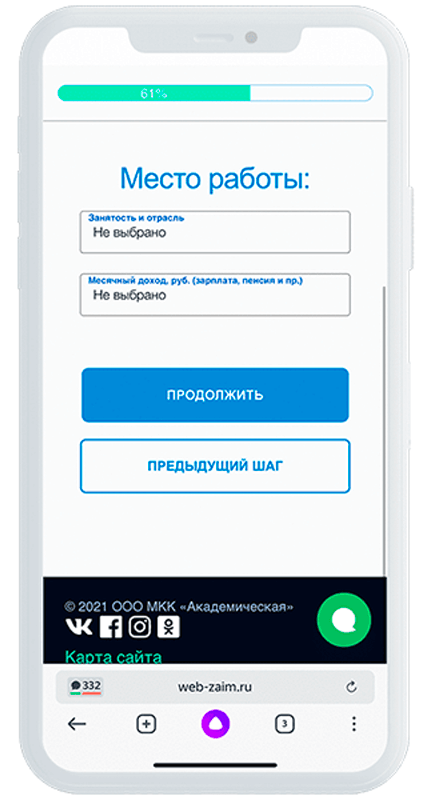 61%
Место работы:
Занятость и отрасль
Не выбрано
Месячный доход, руб. (зарплата, пенсия и пр.)
Не выбрано
ПРОДОЛЖИТЬ
ПРЕДЫДУЩИЙ ШАГ
© 2021 ООО МКК «Академическая»
Карта сайта
332
web-zaim.ru
3